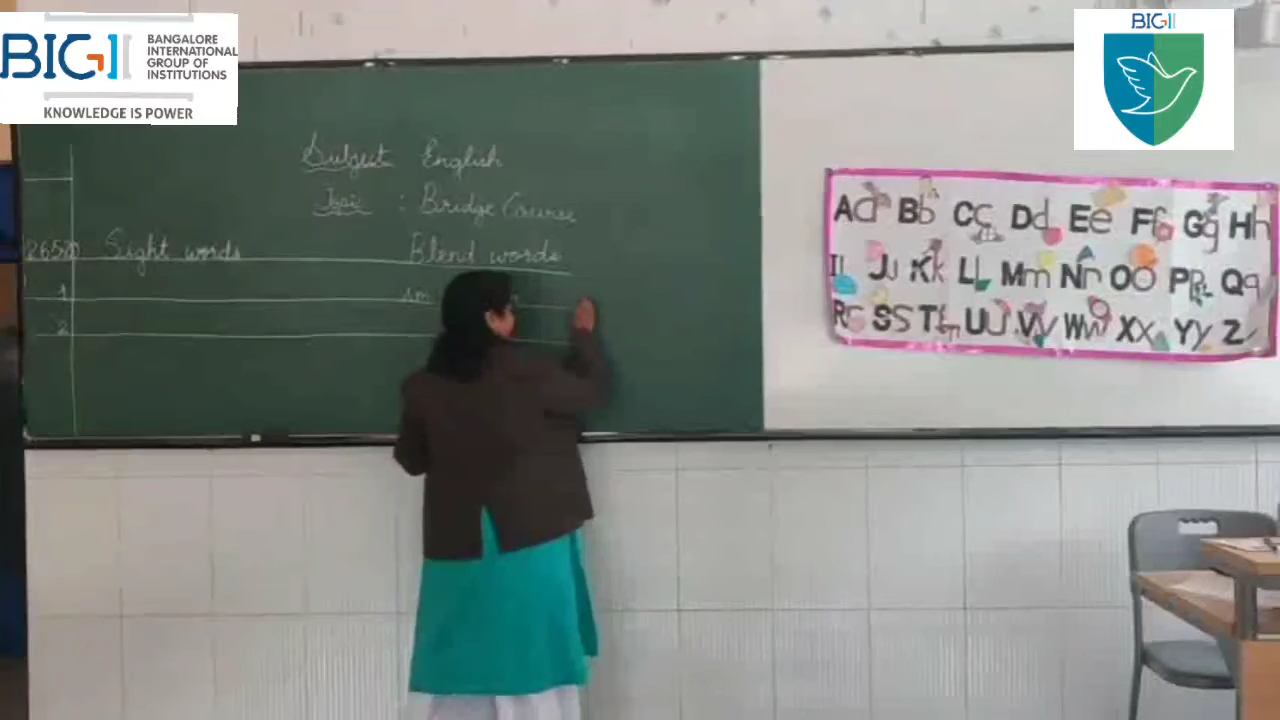 BIGI
BANGALORE
INTERNATIONAL
GROUP OF
INSTITUTIONS
KNOWLEDGE IS POWER
BIGI
Subject English
Topic : Bridge Course
Sight words Blend words
1 sm
2
Aa Bb Cc Dd Ee Ff Gg Hh
Ii Jj Kk Ll Mm Nn Oo Pp Qq
Rr Ss Tt Uu Vv Ww Xx Yy Z